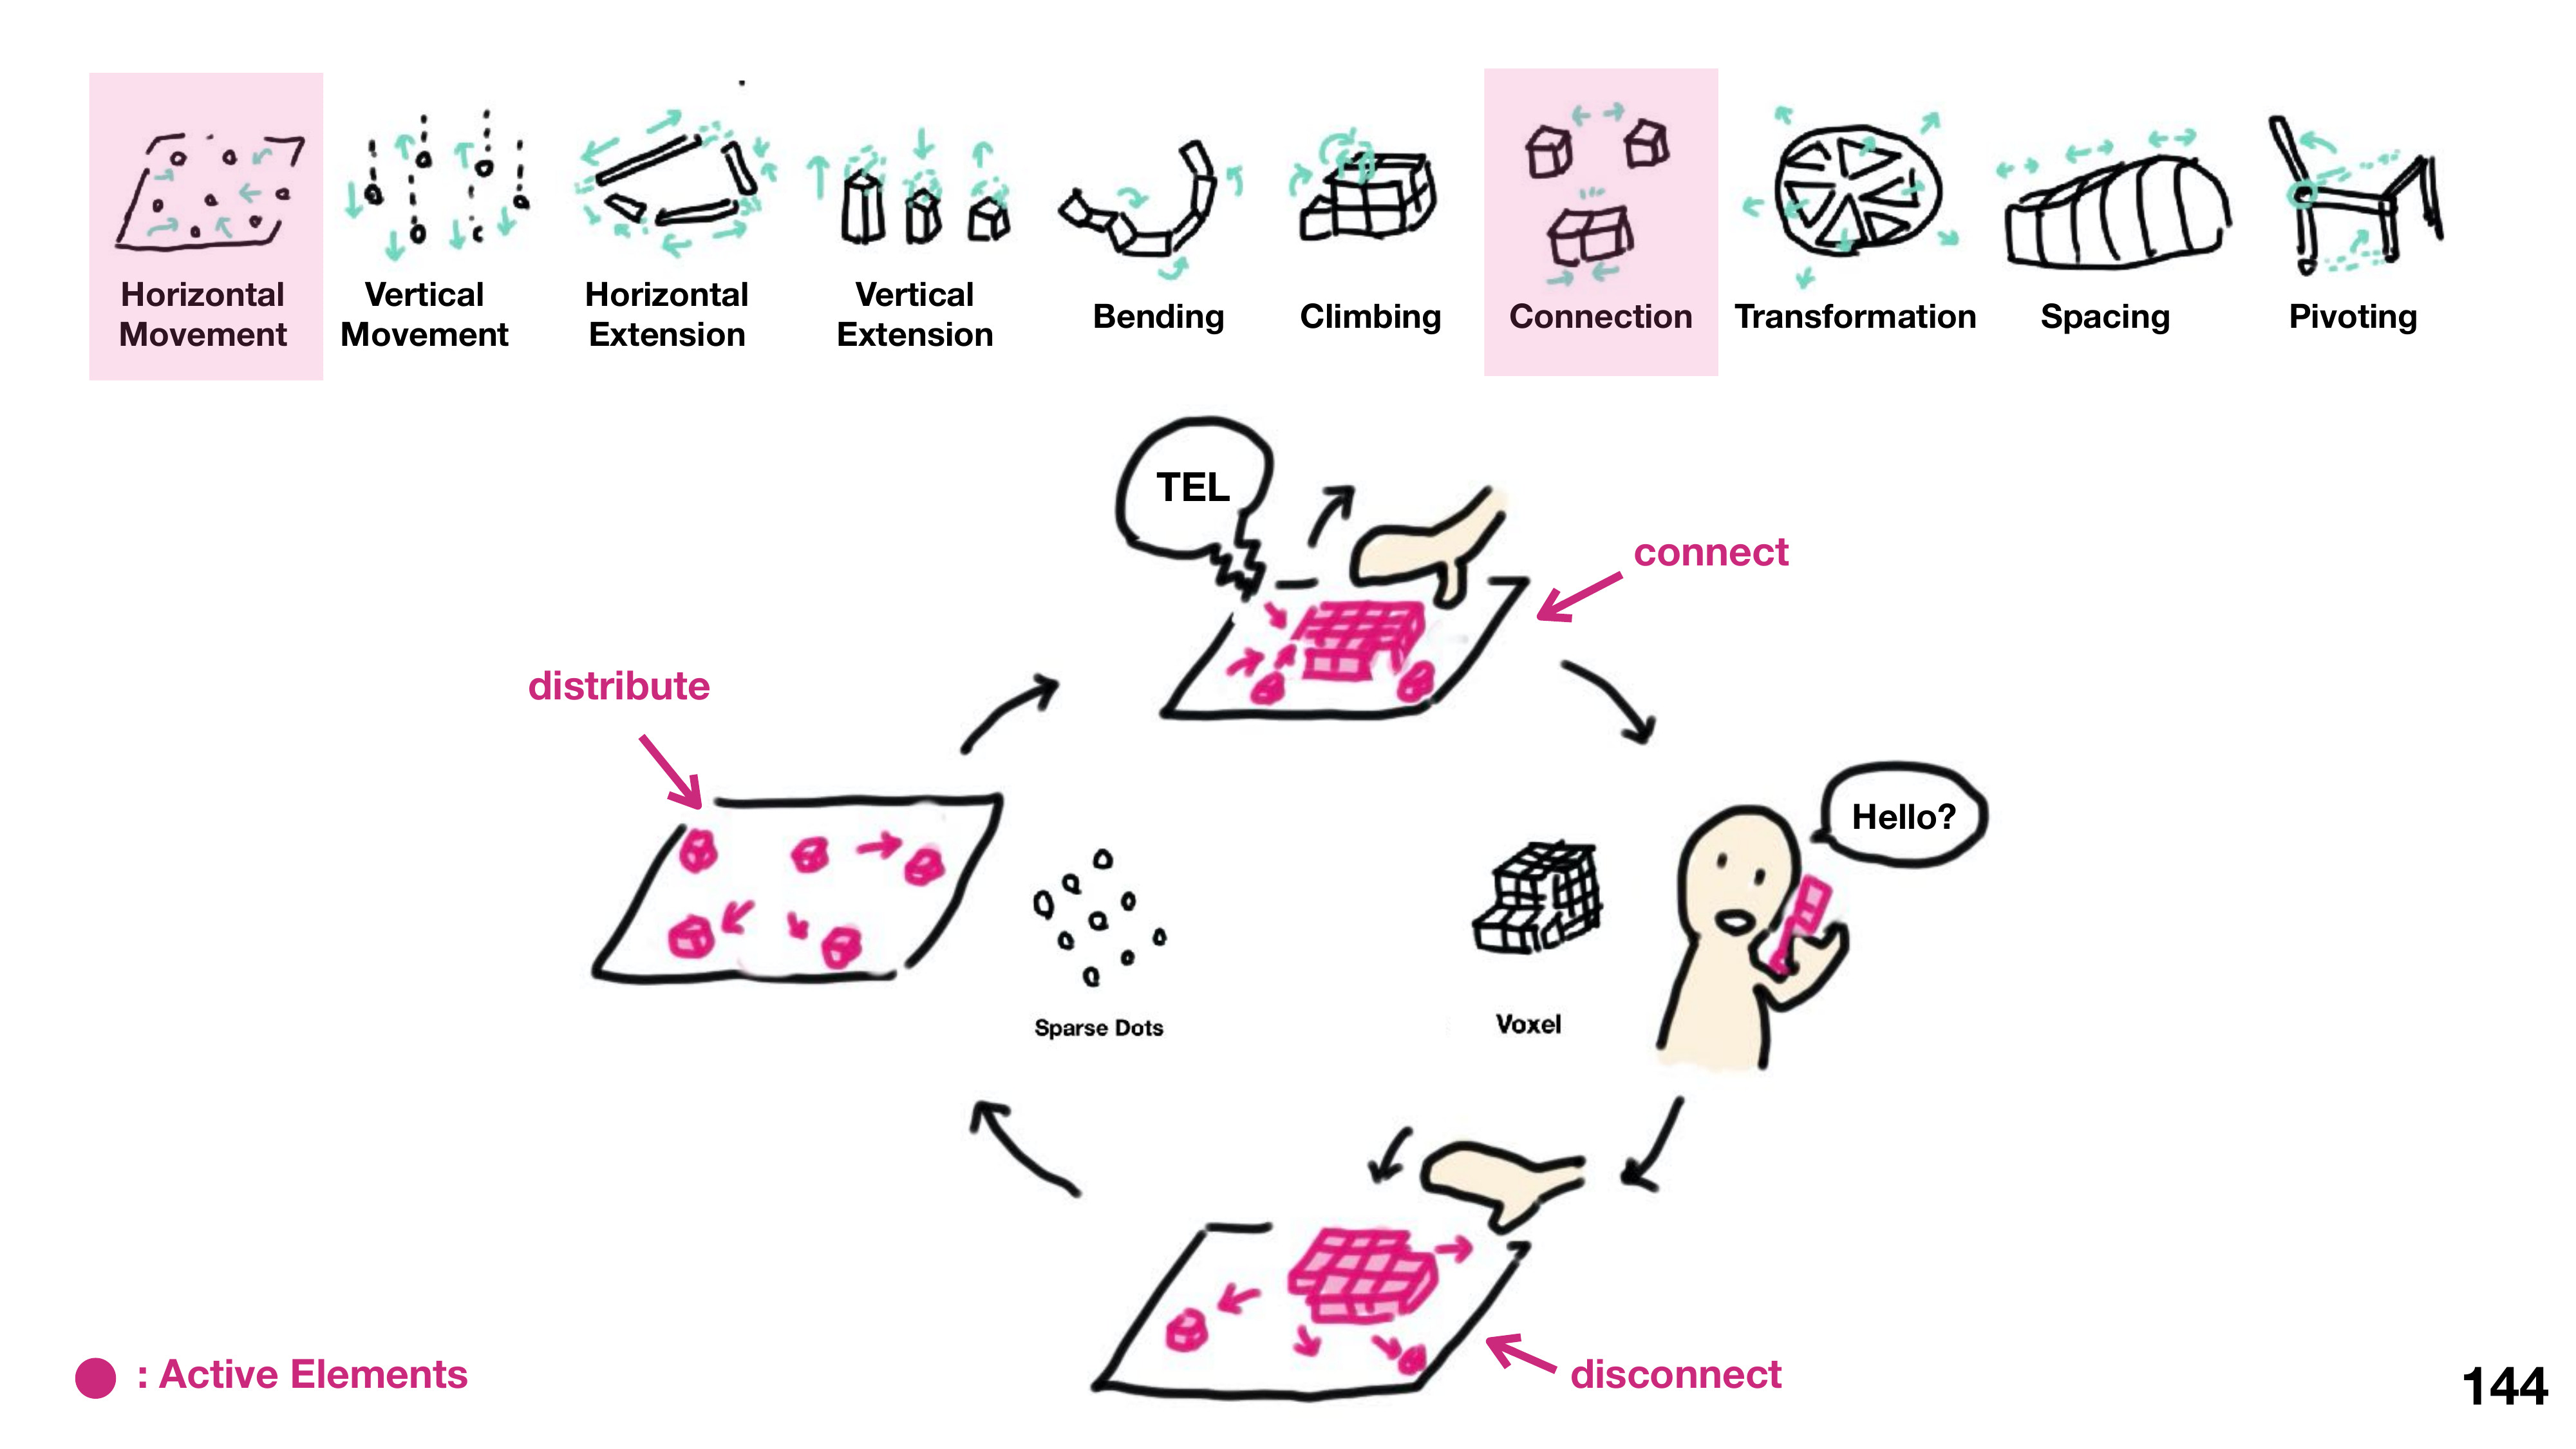 Horizontal
Movement
Vertical
Movement
Horizontal
Extension
Vertical
Extension
Bending
Climbing
Connection
Transformation
Spacing
Pivoting
TEL
connect
distribute
Hello?
Sparse Dots
Voxel
disconnect
: Active Elements
144